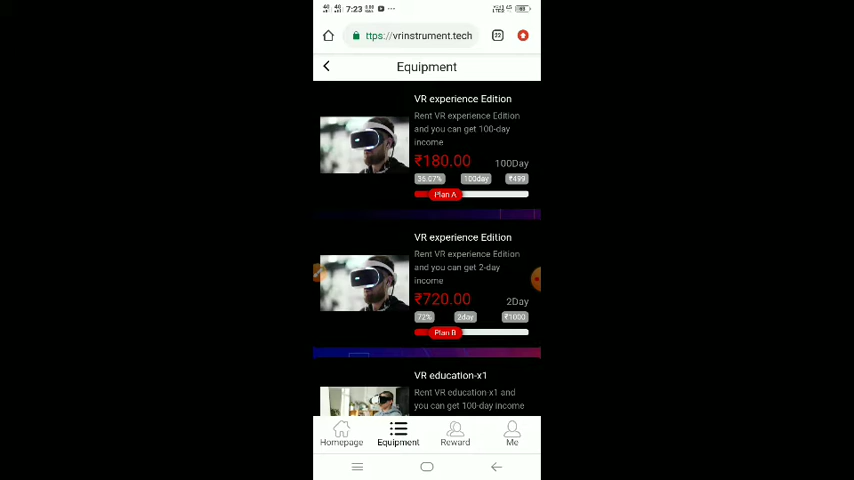 7:23
ttps://vrinstrument.tech
22
Equipment
VR experience Edition
Rent VR experience Edition
and you can get 100-day
income
₹180.00 100Day
36.07% 100day ₹499
Plan A
VR experience Edition
Rent VR experience Edition
and you can get 2-day
income
₹720.00 2Day
72% 2day ₹1000
Plan B
VR education-x1
Rent VR education-x1 and
you can get 100-day income
Homepage Equipment Reward Me